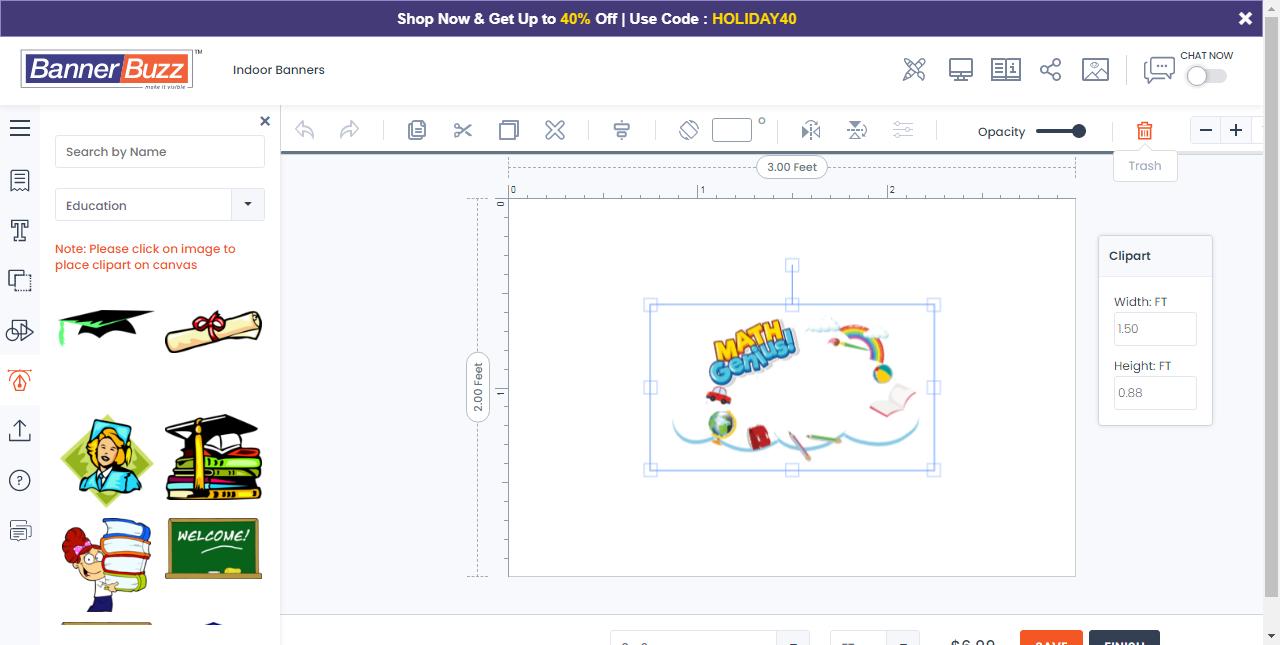 Shop Now & Get Up to 40% Off | Use Code : HOLIDAY40
BannerBuzz™
make it visible
Indoor Banners
CHAT NOW
Search by Name
Education
Note: Please click on image to
place clipart on canvas
WELCOME!
Opacity
Trash
3.00 Feet
0
1
2
0
1
2.00 Feet
MATH
Genius!
Clipart
Width: FT
1.50
Height: FT
0.88
$6.99
SAVE
FINISH